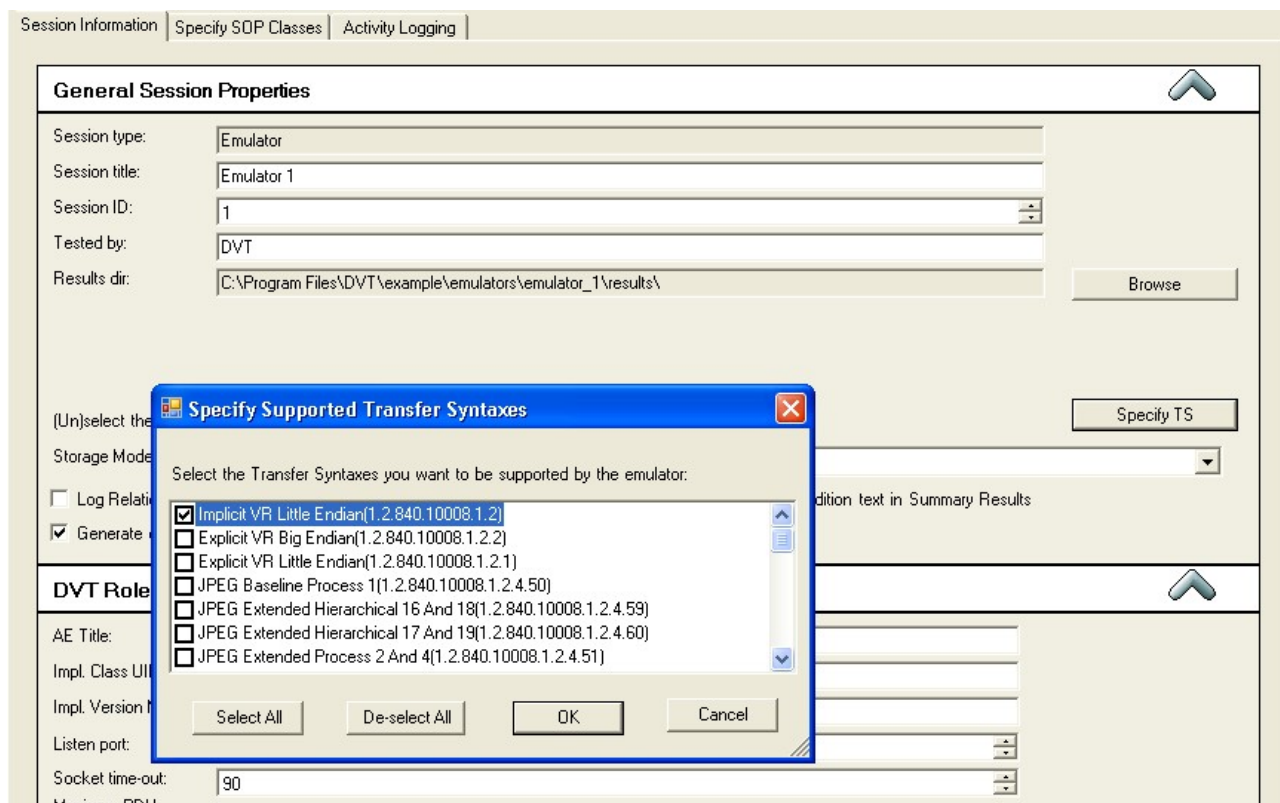 Session Information Specify SOP Classes Activity Logging
General Session Properties
Session type: Emulator
Session title: Emulator 1
Session ID: 1
Tested by: DVT
Results dir: C:\Program Files\DVT\example\emulators\emulator_1\results\ Browse
Specify Supported Transfer Syntaxes
(Un)select the Specify TS
Storage Mode
Select the Transfer Syntaxes you want to be supported by the emulator:
Log Relati dition text in Summary Results
Implicit VR Little Endian(1.2.840.10008.1.2)
Generate
Explicit VR Big Endian(1.2.840.10008.1.2.2)
Explicit VR Little Endian(1.2.840.10008.1.2.1)
JPEG Baseline Process 1(1.2.840.10008.1.2.4.50)
DVT Role
JPEG Extended Hierarchical 16 And 18(1.2.840.10008.1.2.4.59)
AE Title:
JPEG Extended Hierarchical 17 And 19(1.2.840.10008.1.2.4.60)
JPEG Extended Process 2 And 4(1.2.840.10008.1.2.4.51)
Impl. Class UI
Impl. Version
Select All De-select All OK Cancel
Listen port:
Socket time-out: 90